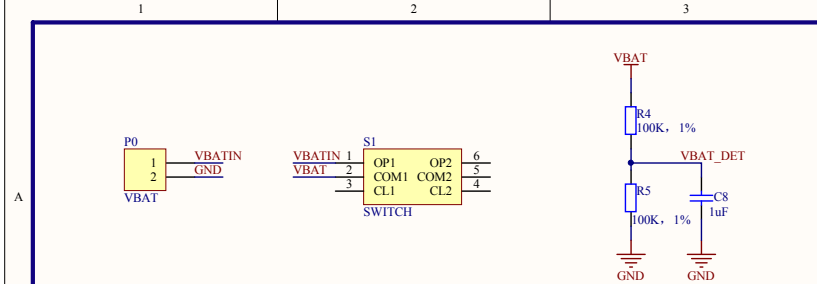 1 2 3
A
P0
1 VBATIN
2 GND
VBAT
S1
VBATIN 1 OP1 OP2 6
VBAT 2 COM1 COM2 5
3 CL1 CL2 4
SWITCH
VBAT
R4
100K，1%
VBAT_DET
R5
100K，1%
C8
1uF
GND GND